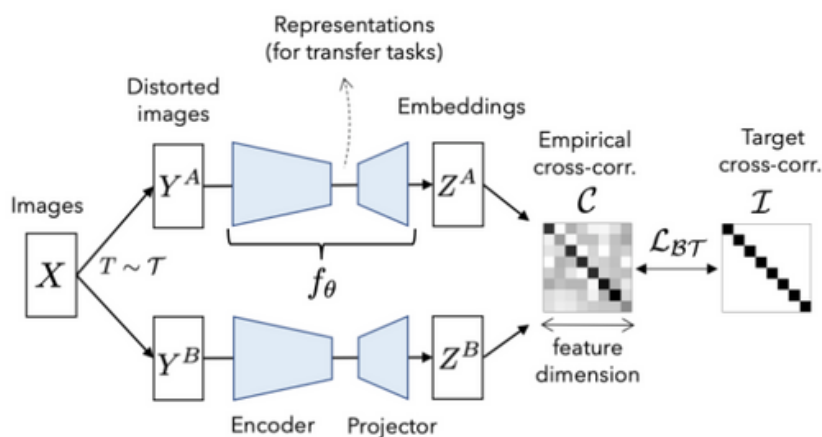 Representations
(for transfer tasks)
Distorted
images
Embeddings
Empirical
cross-corr.
Target
cross-corr.
Images
Y^A
Z^A
C
I
X
T ~ T
f_θ
L_BT
Y^B
Z^B
feature
dimension
Encoder
Projector